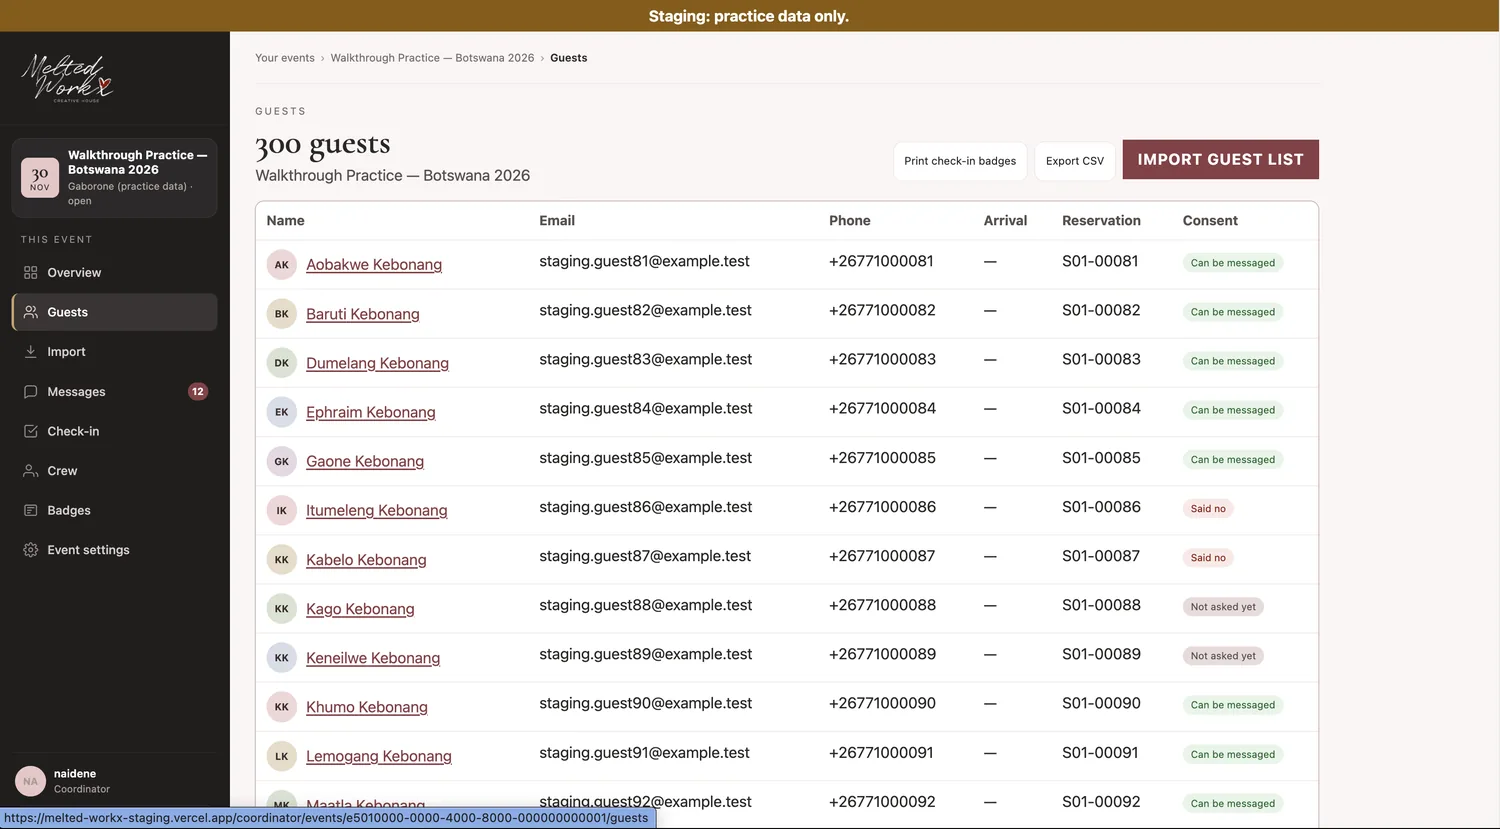 Staging: practice data only.
Melted
Workx
CREATIVE HOUSE
30
NOV
Walkthrough Practice —
Botswana 2026
Gaborone (practice data) ·
open
THIS EVENT
Overview
Guests
Import
Messages 12
Check-in
Crew
Badges
Event settings
NA
naidene
Coordinator
Your events › Walkthrough Practice — Botswana 2026 › Guests
GUESTS
300 guests
Walkthrough Practice — Botswana 2026
Print check-in badges
Export CSV
IMPORT GUEST LIST
Name Email Phone Arrival Reservation Consent
AK Aobakwe Kebonang staging.guest81@example.test +26771000081 — S01-00081 Can be messaged
BK Baruti Kebonang staging.guest82@example.test +26771000082 — S01-00082 Can be messaged
DK Dumelang Kebonang staging.guest83@example.test +26771000083 — S01-00083 Can be messaged
EK Ephraim Kebonang staging.guest84@example.test +26771000084 — S01-00084 Can be messaged
GK Gaone Kebonang staging.guest85@example.test +26771000085 — S01-00085 Can be messaged
IK Itumeleng Kebonang staging.guest86@example.test +26771000086 — S01-00086 Said no
KK Kabelo Kebonang staging.guest87@example.test +26771000087 — S01-00087 Said no
KK Kago Kebonang staging.guest88@example.test +26771000088 — S01-00088 Not asked yet
KK Keneilwe Kebonang staging.guest89@example.test +26771000089 — S01-00089 Not asked yet
KK Khumo Kebonang staging.guest90@example.test +26771000090 — S01-00090 Can be messaged
LK Lemogang Kebonang staging.guest91@example.test +26771000091 — S01-00091 Can be messaged
MK Maatla Kebonang staging.guest92@example.test +26771000092 — S01-00092 Can be messaged
https://melted-workx-staging.vercel.app/coordinator/events/e5010000-0000-4000-8000-000000000001/guests